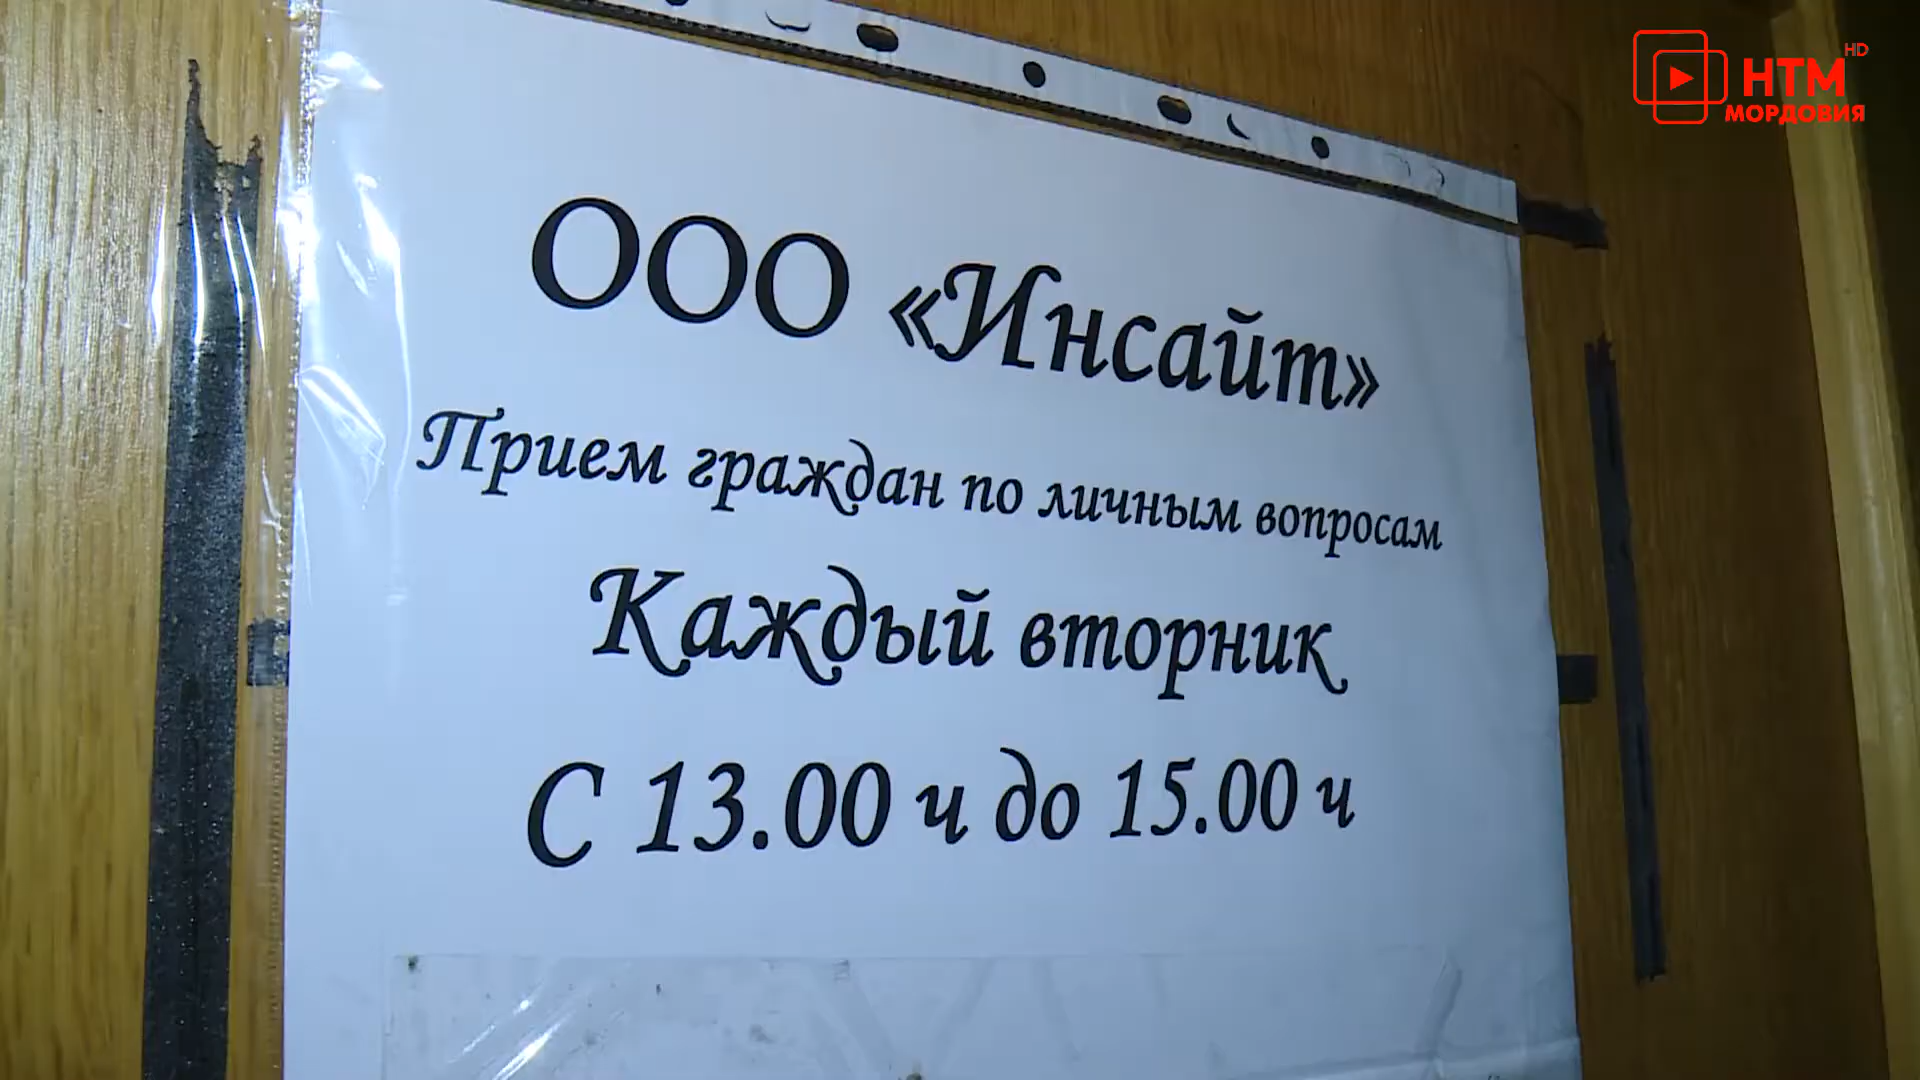 НТМ HD
МОРДОВИЯ
ООО «Инсайт»
Прием граждан по личным вопросам
Каждый вторник
С 13.00 ч до 15.00 ч